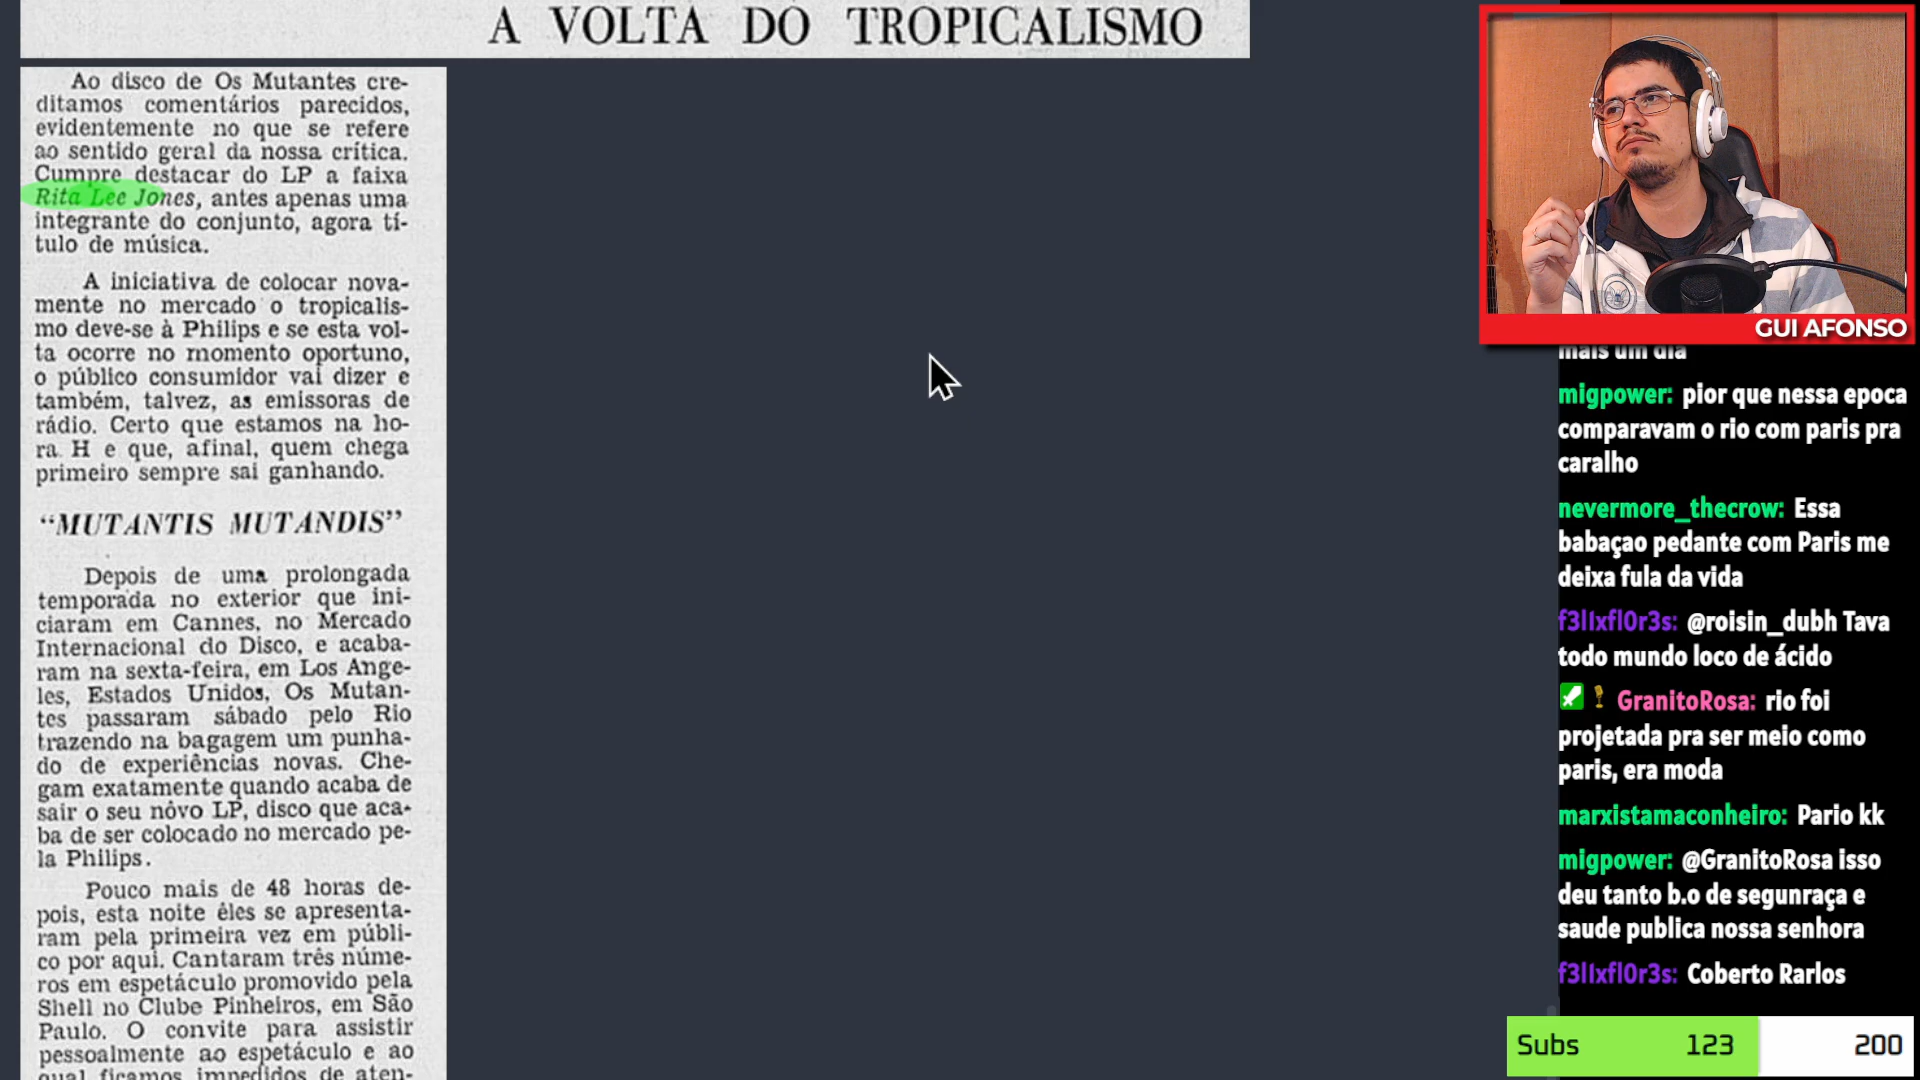 A VOLTA DO TROPICALISMO
Ao disco de Os Mutantes cre-
ditamos comentários parecidos,
evidentemente no que se refere
ao sentido geral da nossa crítica.
Cumpre destacar do LP a faixa
Rita Lee Jones, antes apenas uma
integrante do conjunto, agora tí-
tulo de música.
A iniciativa de colocar nova-
mente no mercado o tropicalis-
mo deve-se à Philips e se esta vol-
ta ocorre no momento oportuno,
o público consumidor vai dizer e
também, talvez, as emissoras de
rádio. Certo que estamos na ho-
ra H e que, afinal, quem chega
primeiro sempre sai ganhando.
“MUTANTIS MUTANDIS”
Depois de uma prolongada
temporada no exterior que ini-
ciaram em Cannes, no Mercado
Internacional do Disco, e acaba-
ram na sexta-feira, em Los Ange-
les, Estados Unidos, Os Mutan-
tes passaram sábado pelo Rio
trazendo na bagagem um punha-
do de experiências novas. Che-
gam exatamente quando acaba de
sair o seu nôvo LP, disco que aca-
ba de ser colocado no mercado pe-
la Philips.
Pouco mais de 48 horas de-
pois, esta noite êles se apresenta-
ram pela primeira vez em públi-
co por aqui. Cantaram três núme-
ros em espetáculo promovido pela
Shell no Clube Pinheiros, em São
Paulo. O convite para assistir
pessoalmente ao espetáculo e ao
qual ficamos impedidos de aten-
GUI AFONSO
mais um dia
migpower: pior que nessa epoca
comparavam o rio com paris pra
caralho
nevermore_thecrow: Essa
babaçao pedante com Paris me
deixa fula da vida
f3l1xfl0r3s: @roisin_dubh Tava
todo mundo loco de ácido
GranitoRosa: rio foi
projetada pra ser meio como
paris, era moda
marxistamaconheiro: Pario kk
migpower: @GranitoRosa isso
deu tanto b.o de segunraça e
saude publica nossa senhora
f3l1xfl0r3s: Coberto Rarlos
Subs 123 200